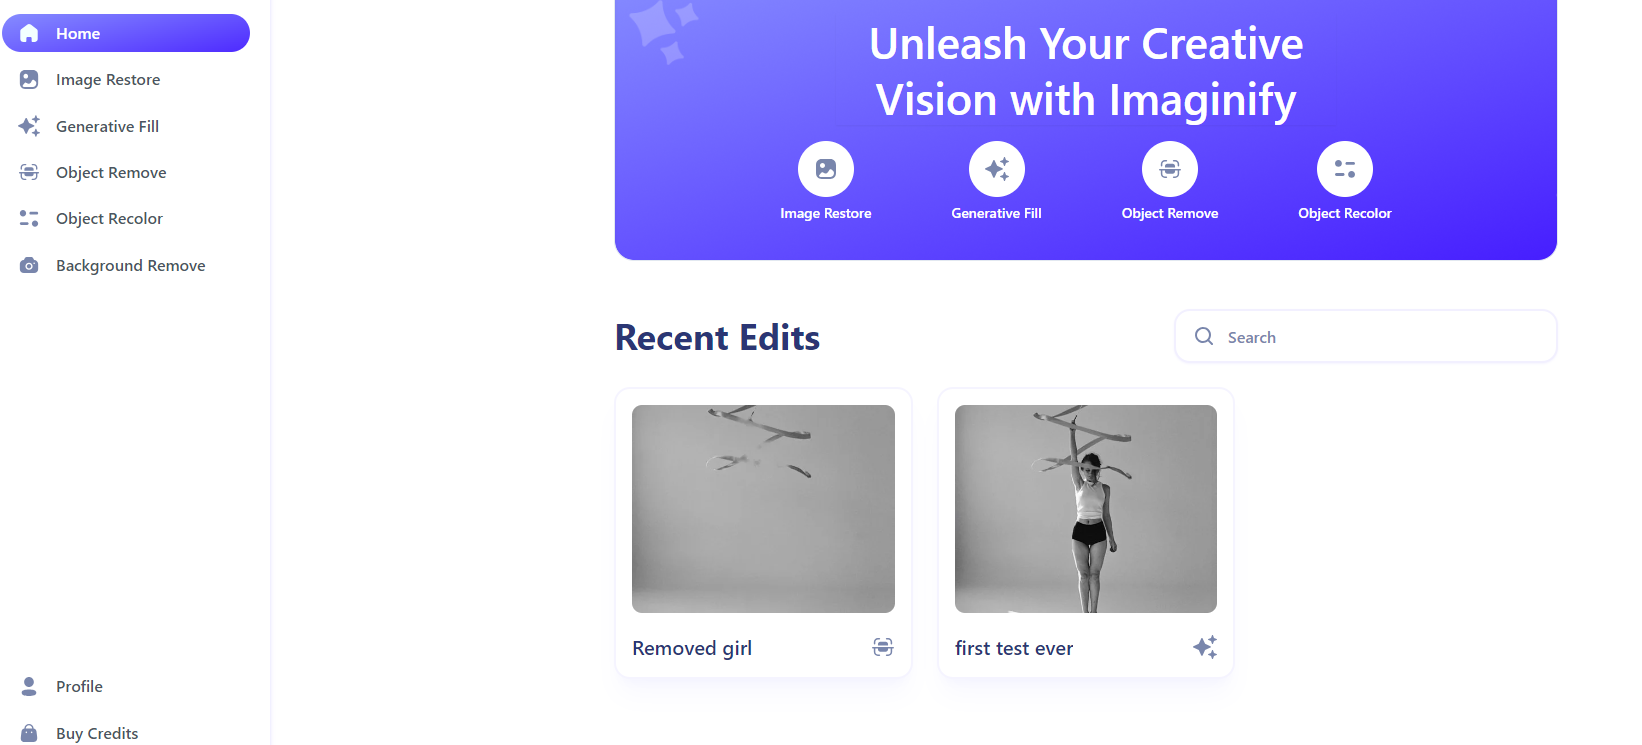 Home
Image Restore
Generative Fill
Object Remove
Object Recolor
Background Remove
Profile
Buy Credits
Unleash Your Creative
Vision with Imaginify
Image Restore
Generative Fill
Object Remove
Object Recolor
Recent Edits
Search
Removed girl
first test ever